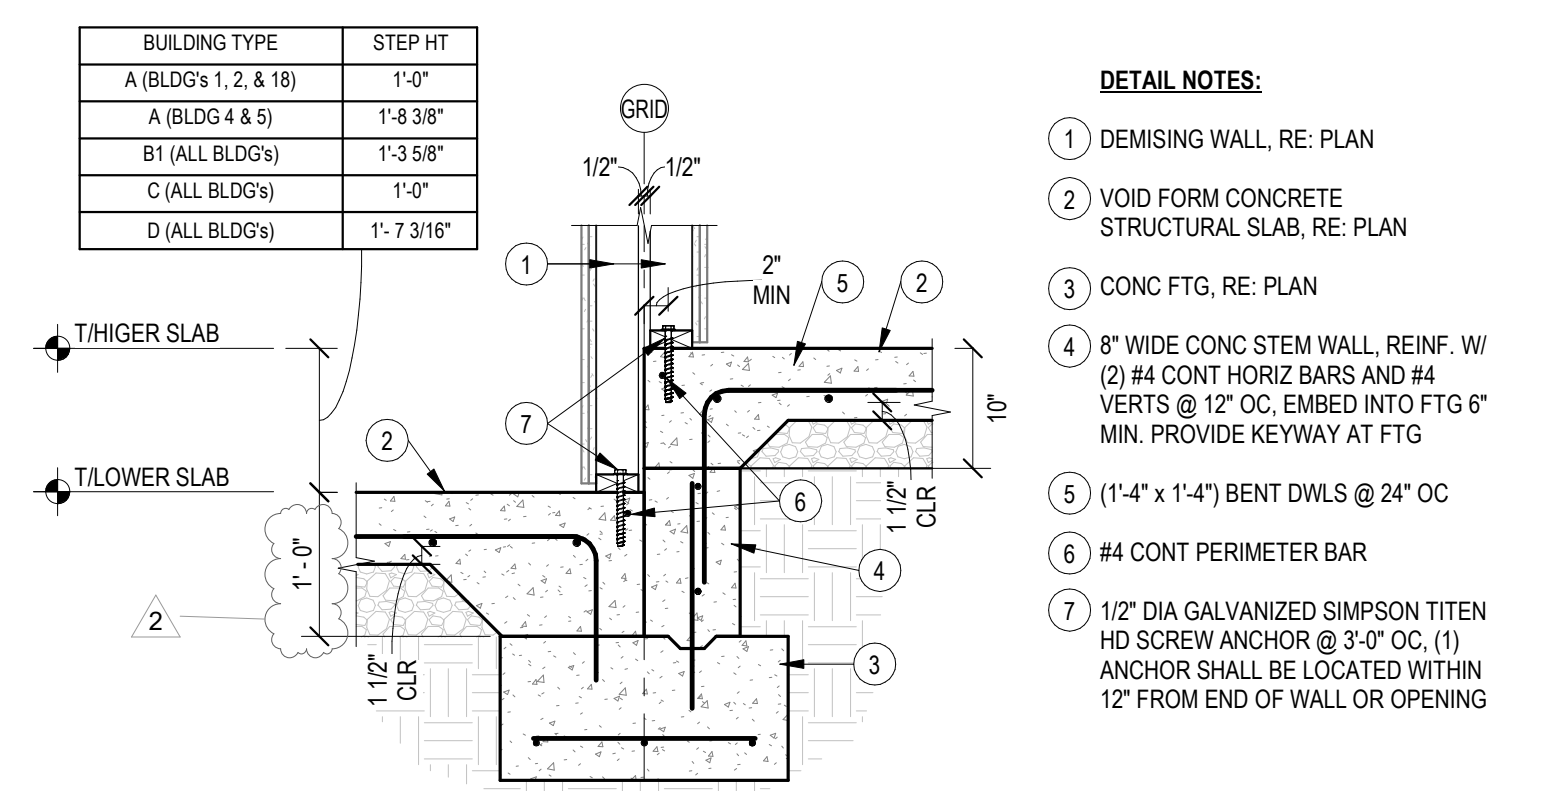 BUILDING TYPE STEP HT
A (BLDG's 1, 2, & 18) 1'-0"
A (BLDG 4 & 5) 1'-8 3/8"
B1 (ALL BLDG's) 1'-3 5/8"
C (ALL BLDG's) 1'-0"
D (ALL BLDG's) 1'- 7 3/16"
GRID
1/2" 1/2"
1
2"
MIN
5
2
T/HIGER SLAB
10"
7
2
T/LOWER SLAB
6
1 1/2"
CLR
1' - 0"
4
2
1 1/2"
CLR
3
DETAIL NOTES:
1 DEMISING WALL, RE: PLAN
2 VOID FORM CONCRETE
STRUCTURAL SLAB, RE: PLAN
3 CONC FTG, RE: PLAN
4 8" WIDE CONC STEM WALL, REINF. W/
(2) #4 CONT HORIZ BARS AND #4
VERTS @ 12" OC, EMBED INTO FTG 6"
MIN. PROVIDE KEYWAY AT FTG
5 (1'-4" x 1'-4") BENT DWLS @ 24" OC
6 #4 CONT PERIMETER BAR
7 1/2" DIA GALVANIZED SIMPSON TITEN
HD SCREW ANCHOR @ 3'-0" OC, (1)
ANCHOR SHALL BE LOCATED WITHIN
12" FROM END OF WALL OR OPENING